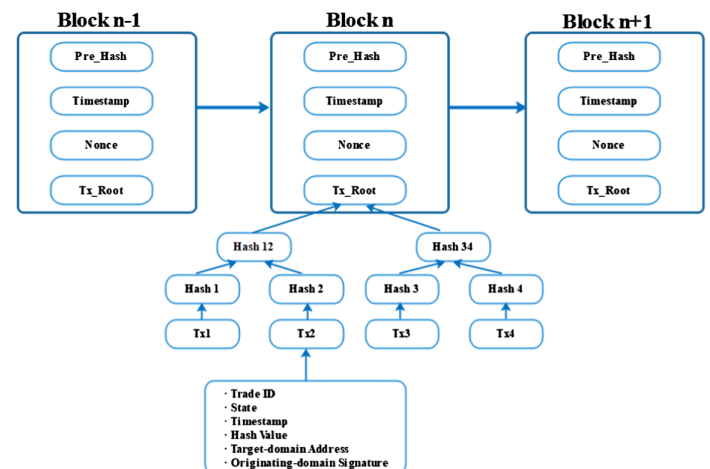 Block n-1
Block n
Block n+1
Pre_Hash
Pre_Hash
Pre_Hash
Timestamp
Timestamp
Timestamp
Nonce
Nonce
Nonce
Tx_Root
Tx_Root
Tx_Root
Hash 12
Hash 34
Hash 1
Hash 2
Hash 3
Hash 4
Tx1
Tx2
Tx3
Tx4
· Trade ID
· State
· Timestamp
· Hash Value
· Target-domain Address
· Originating-domain Signature